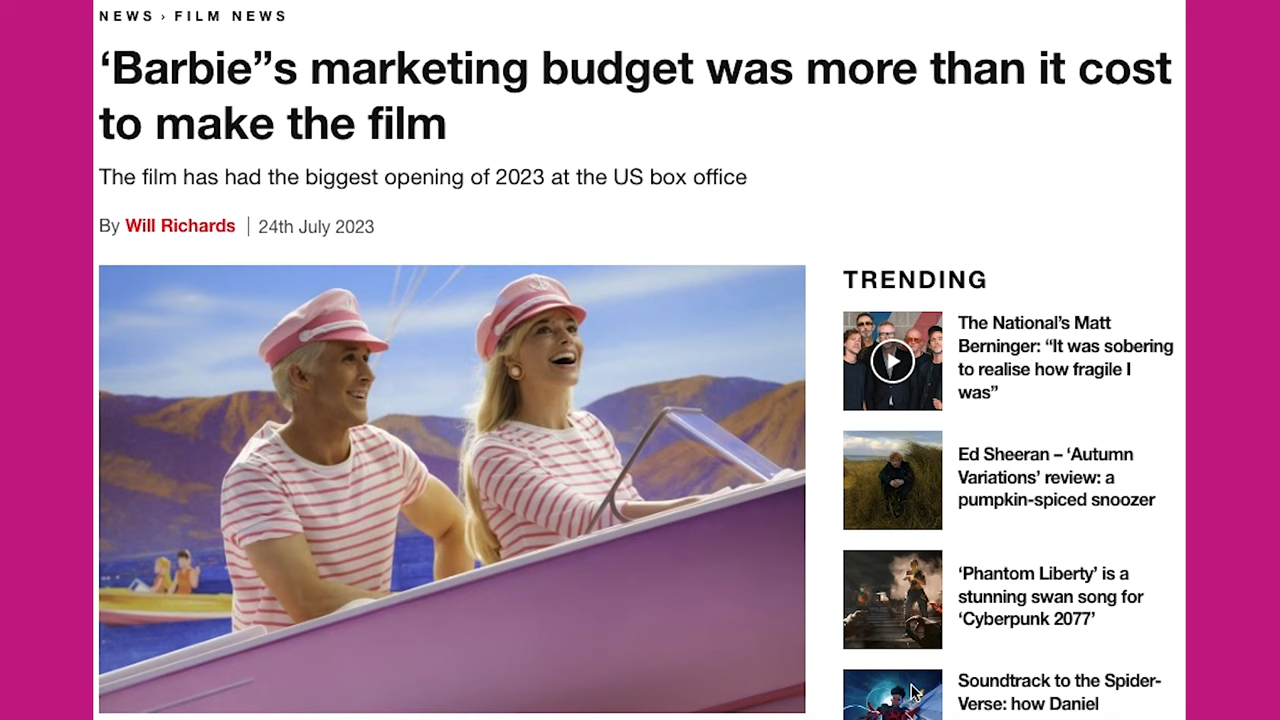 NEWS › FILM NEWS
‘Barbie’’s marketing budget was more than it cost
to make the film
The film has had the biggest opening of 2023 at the US box office
By Will Richards | 24th July 2023
TRENDING
The National’s Matt
Berninger: “It was sobering
to realise how fragile I
was”
Ed Sheeran – ‘Autumn
Variations’ review: a
pumpkin-spiced snoozer
‘Phantom Liberty’ is a
stunning swan song for
‘Cyberpunk 2077’
Soundtrack to the Spider-
Verse: how Daniel